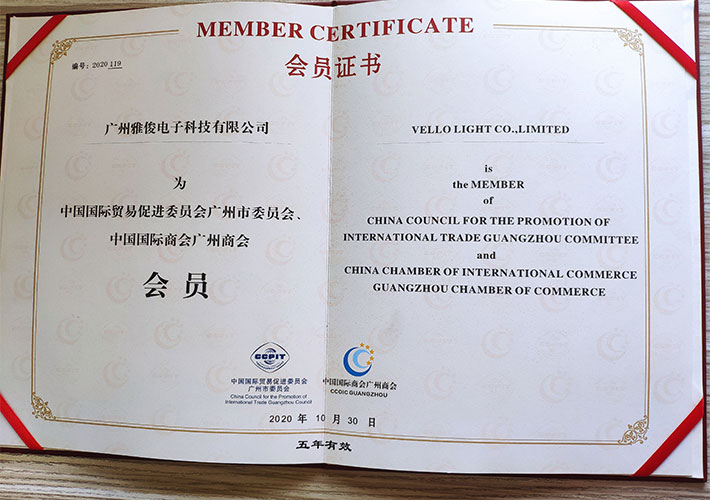 MEMBER CERTIFICATE
会员证书
编号：2020119
广州雅俊电子科技有限公司
为
中国国际贸易促进委员会广州市委员会、
中国国际商会广州商会
会员
VELLO LIGHT CO.,LIMITED
is
the MEMBER
of
CHINA COUNCIL FOR THE PROMOTION OF
INTERNATIONAL TRADE GUANGZHOU COMMITTEE
and
CHINA CHAMBER OF INTERNATIONAL COMMERCE
GUANGZHOU CHAMBER OF COMMERCE
CCPIT
中国国际贸易促进委员会
广州市委员会
China Council for the Promotion of
International Trade Guangzhou Council
中国国际商会广州商会
CCOIC GUANGZHOU
2020 年 10 月 30 日
五年有效